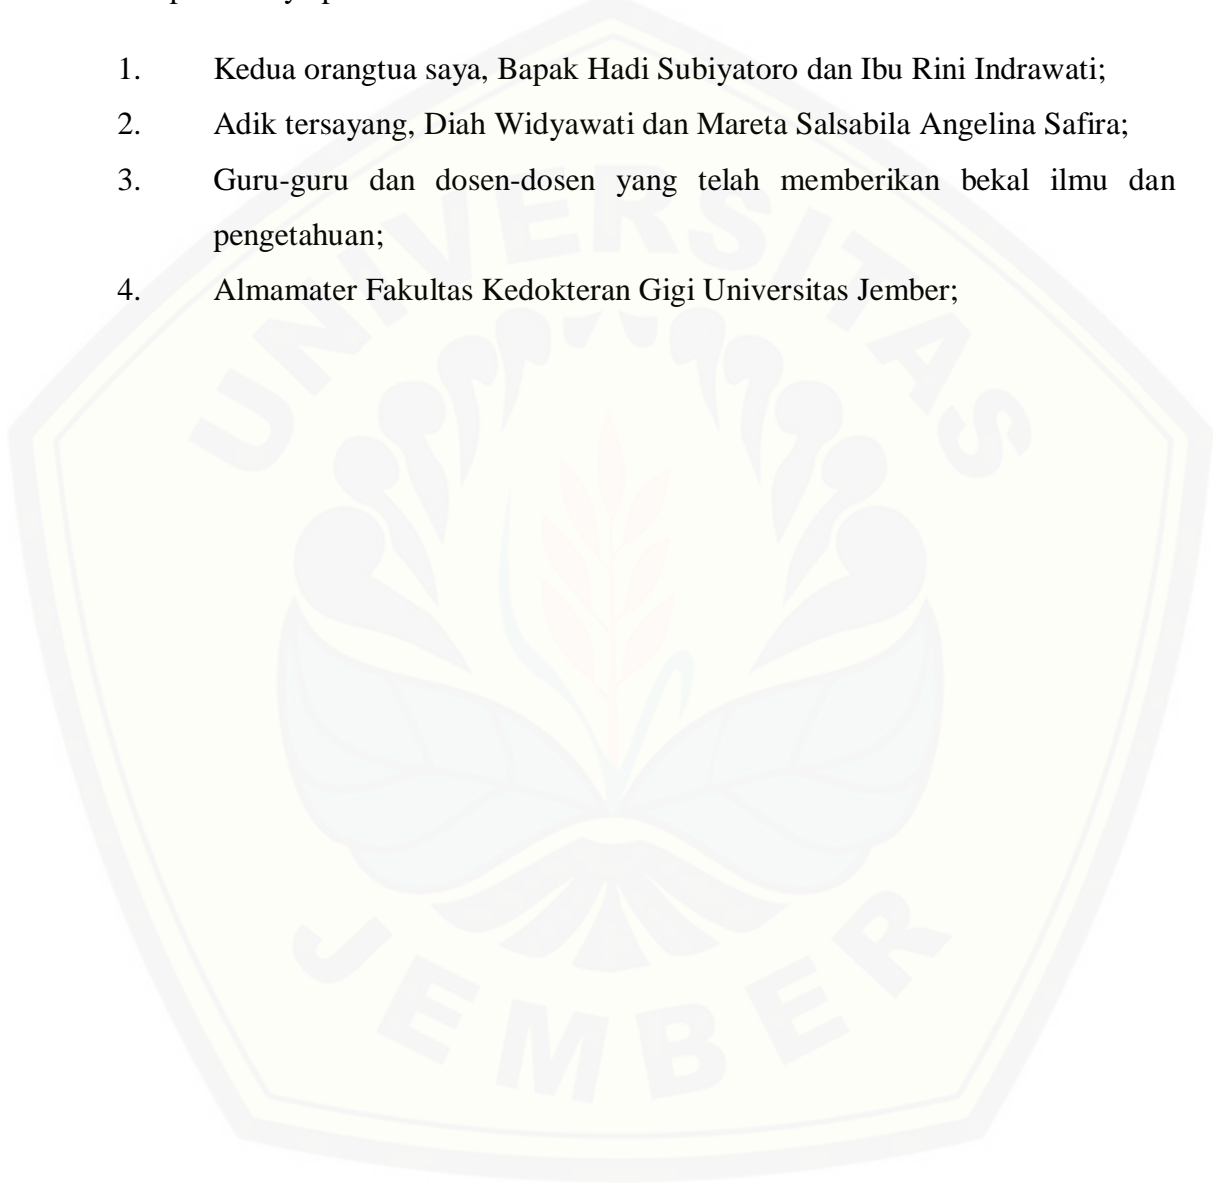 1. Kedua orangtua saya, Bapak Hadi Subiyatoro dan Ibu Rini Indrawati;
2. Adik tersayang, Diah Widyawati dan Mareta Salsabila Angelina Safira;
3. Guru-guru dan dosen-dosen yang telah memberikan bekal ilmu dan
pengetahuan;
4. Almamater Fakultas Kedokteran Gigi Universitas Jember;
UNIVERSITAS
JEMBER